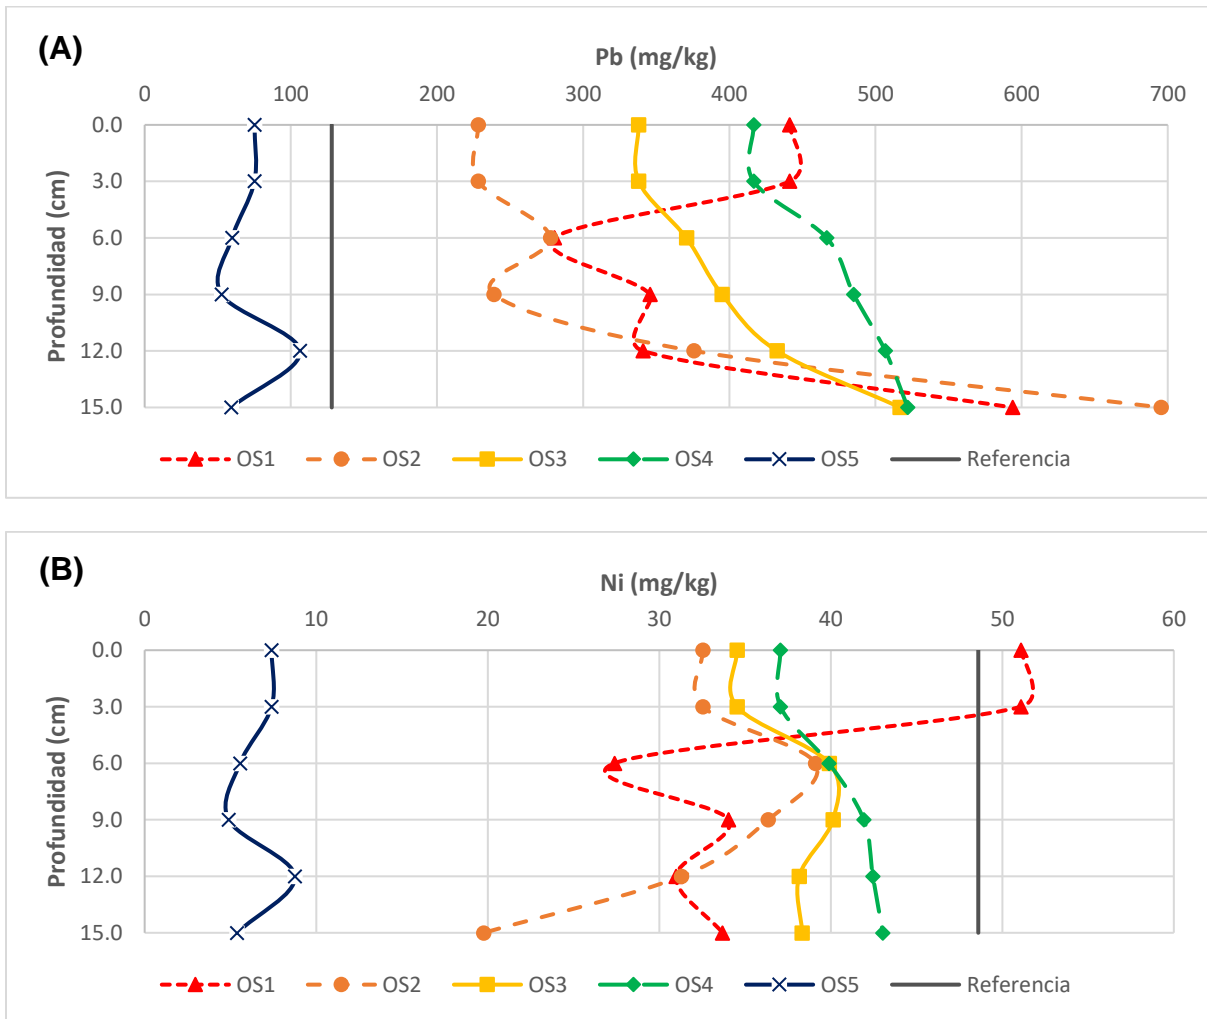 (A)
Pb (mg/kg)
0 100 200 300 400 500 600 700
Profundidad (cm)
0.0
3.0
6.0
9.0
12.0
15.0
OS1 OS2 OS3 OS4 OS5 Referencia
(B)
Ni (mg/kg)
0 10 20 30 40 50 60
Profundidad (cm)
0.0
3.0
6.0
9.0
12.0
15.0
OS1 OS2 OS3 OS4 OS5 Referencia